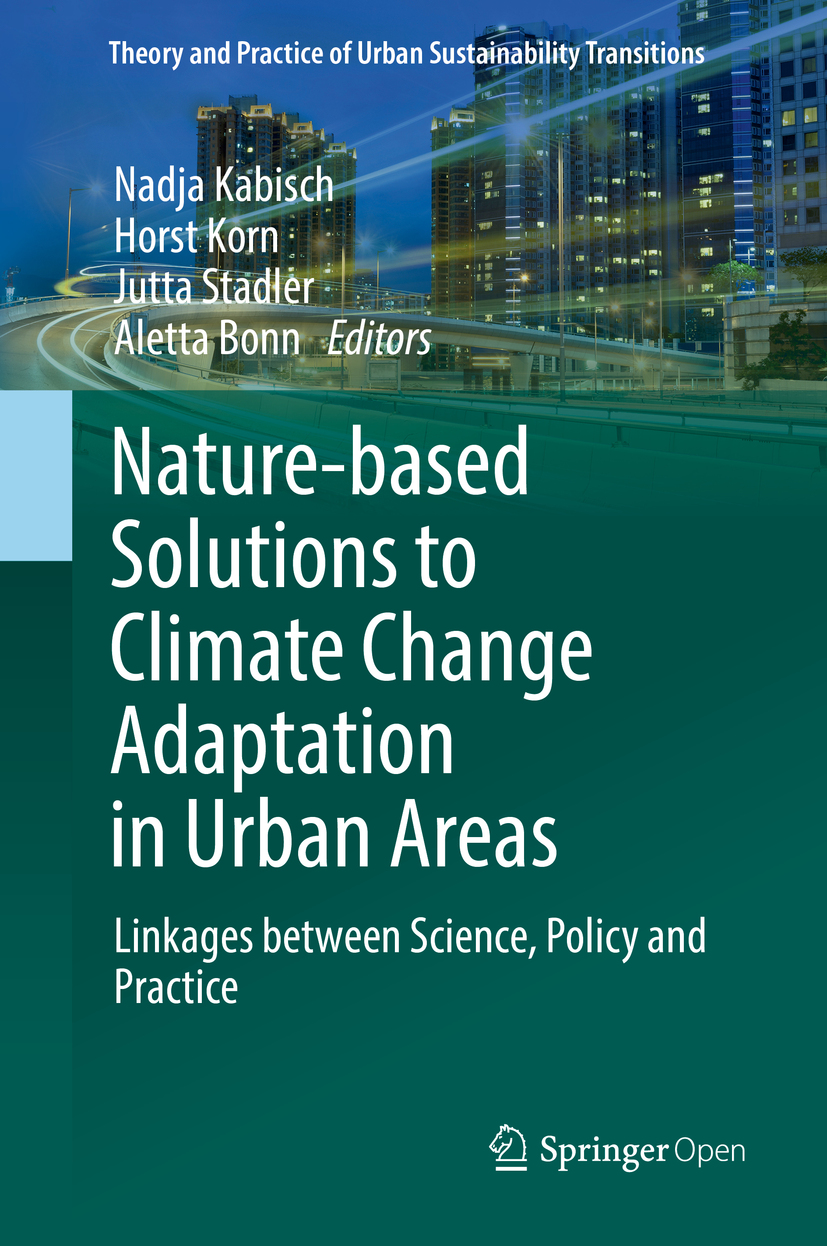 Theory and Practice of Urban Sustainability Transitions
Nadja Kabisch
Horst Korn
Jutta Stadler
Aletta Bonn Editors
Nature-based
Solutions to
Climate Change
Adaptation
in Urban Areas
Linkages between Science, Policy and
Practice
Springer Open